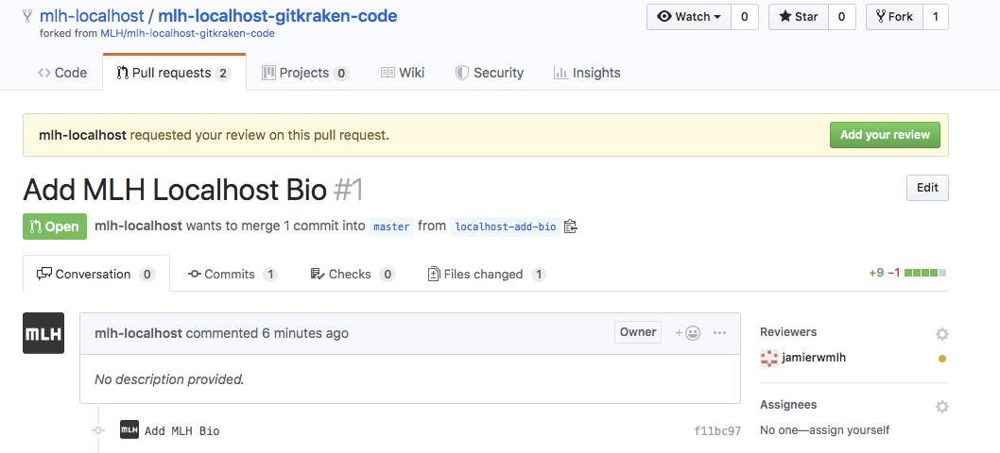 mlh-localhost / mlh-localhost-gitkraken-code
forked from MLH/mlh-localhost-gitkraken-code
Watch 0 Star 0 Fork 1
Code Pull requests 2 Projects 0 Wiki Security Insights
mlh-localhost requested your review on this pull request. Add your review
Add MLH Localhost Bio #1 Edit
Open mlh-localhost wants to merge 1 commit into master from localhost-add-bio
Conversation 0 Commits 1 Checks 0 Files changed 1 +9 −1
MLH
mlh-localhost commented 6 minutes ago Owner
No description provided.
MLH Add MLH Bio f11bc97
Reviewers
jamierwmlh
Assignees
No one—assign yourself